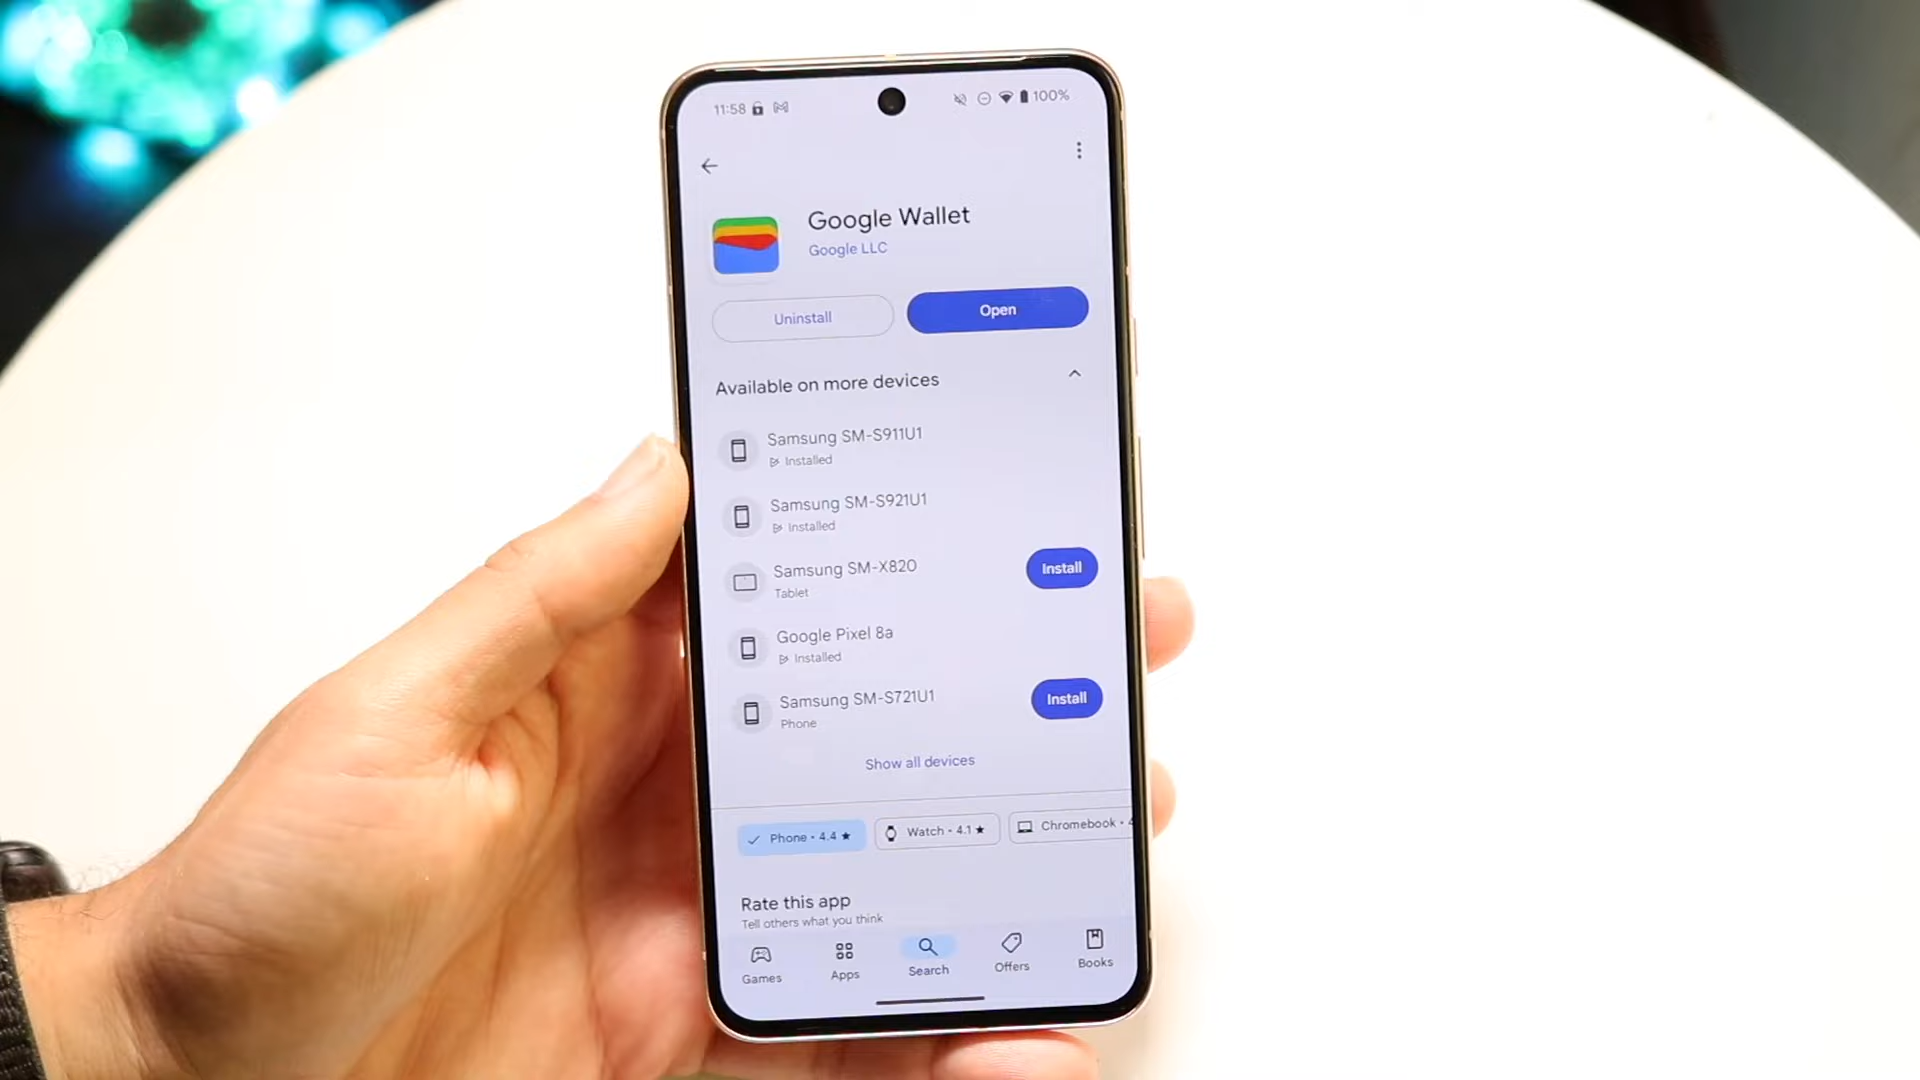 11:58
100%
Google Wallet
Google LLC
Uninstall
Open
Available on more devices
Samsung SM-S911U1
Installed
Samsung SM-S921U1
Installed
Samsung SM-X820
Tablet
Install
Google Pixel 8a
Installed
Samsung SM-S721U1
Phone
Install
Show all devices
Phone • 4.4 ★
Watch • 4.1 ★
Chromebook •
Rate this app
Tell others what you think
Games
Apps
Search
Offers
Books